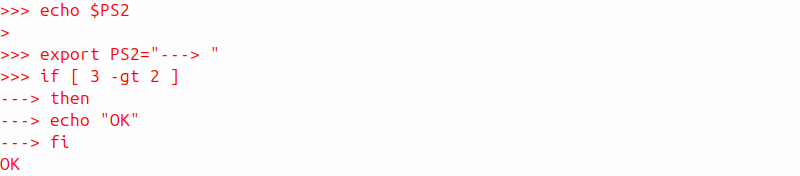 >>> echo $PS2
>
>>> export PS2="---> "
>>> if [ 3 -gt 2 ]
---> then
---> echo "OK"
---> fi
OK